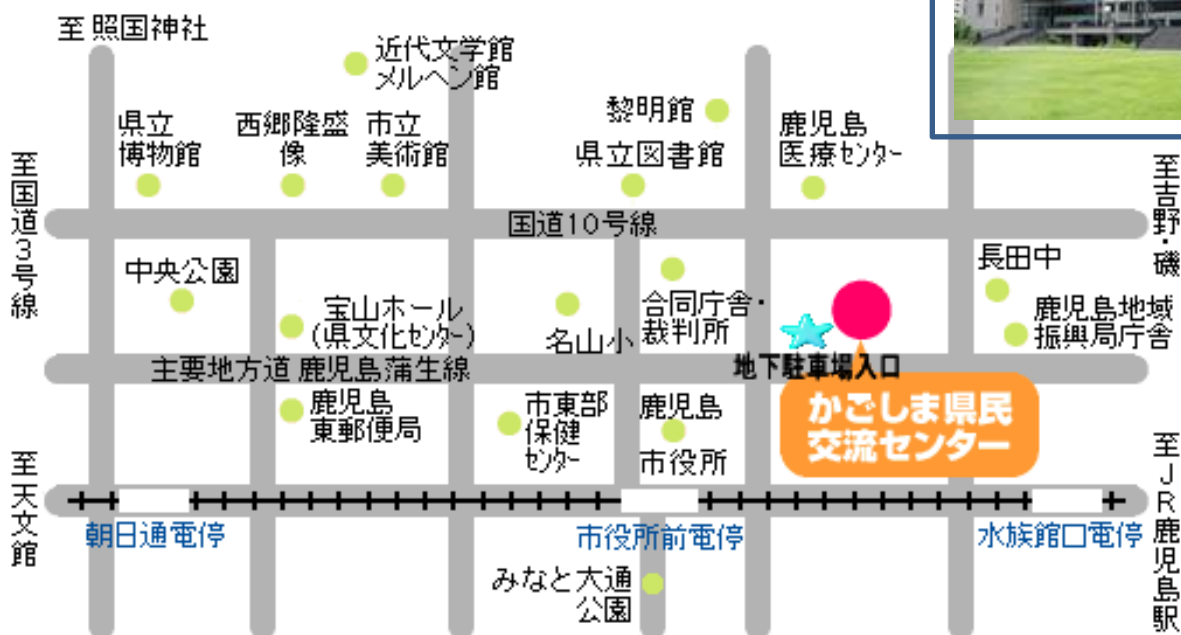 至 照国神社
近代文学館
メルヘン館
県立
博物館
西郷隆盛
像
市立
美術館
黎明館
県立図書館
鹿児島
医療センター
至国道3号線
至吉野・磯
国道10号線
中央公園
宝山ホール
(県文化センター)
名山小
合同庁舎・
裁判所
長田中
鹿児島地域
振興局庁舎
主要地方道 鹿児島蒲生線
地下駐車場入口
鹿児島
東郵便局
市東部
保健
センター
鹿児島
市役所
かごしま県民
交流センター
至天文館
至JR鹿児島駅
朝日通電停
市役所前電停
水族館口電停
みなと大通
公園